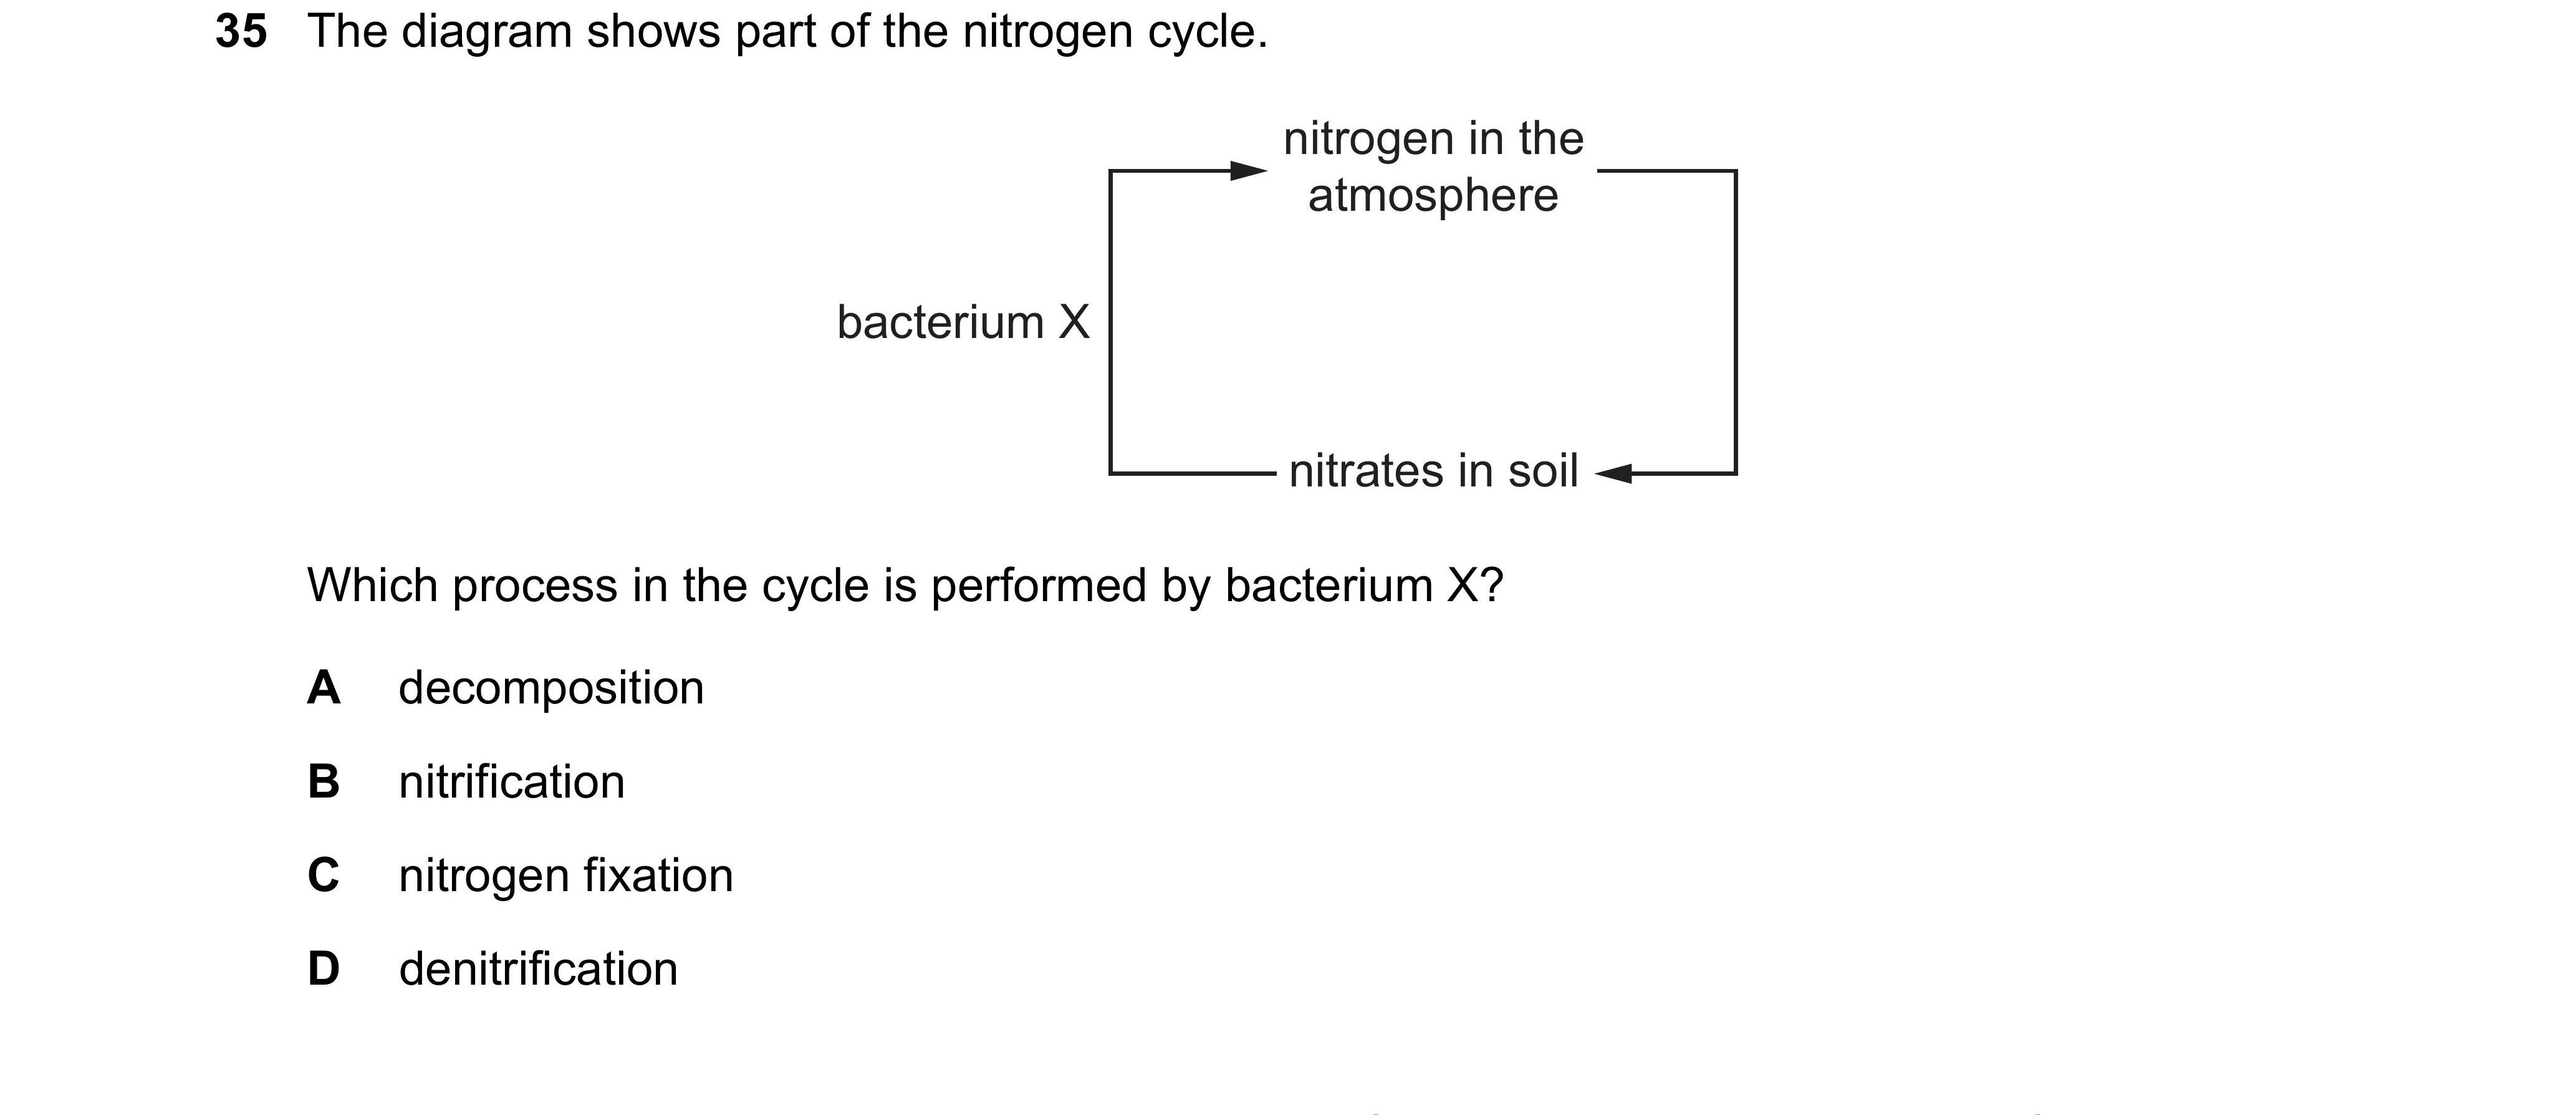 35 The diagram shows part of the nitrogen cycle.
nitrogen in the
atmosphere
bacterium X
nitrates in soil
Which process in the cycle is performed by bacterium X?
A decomposition
B nitrification
C nitrogen fixation
D denitrification